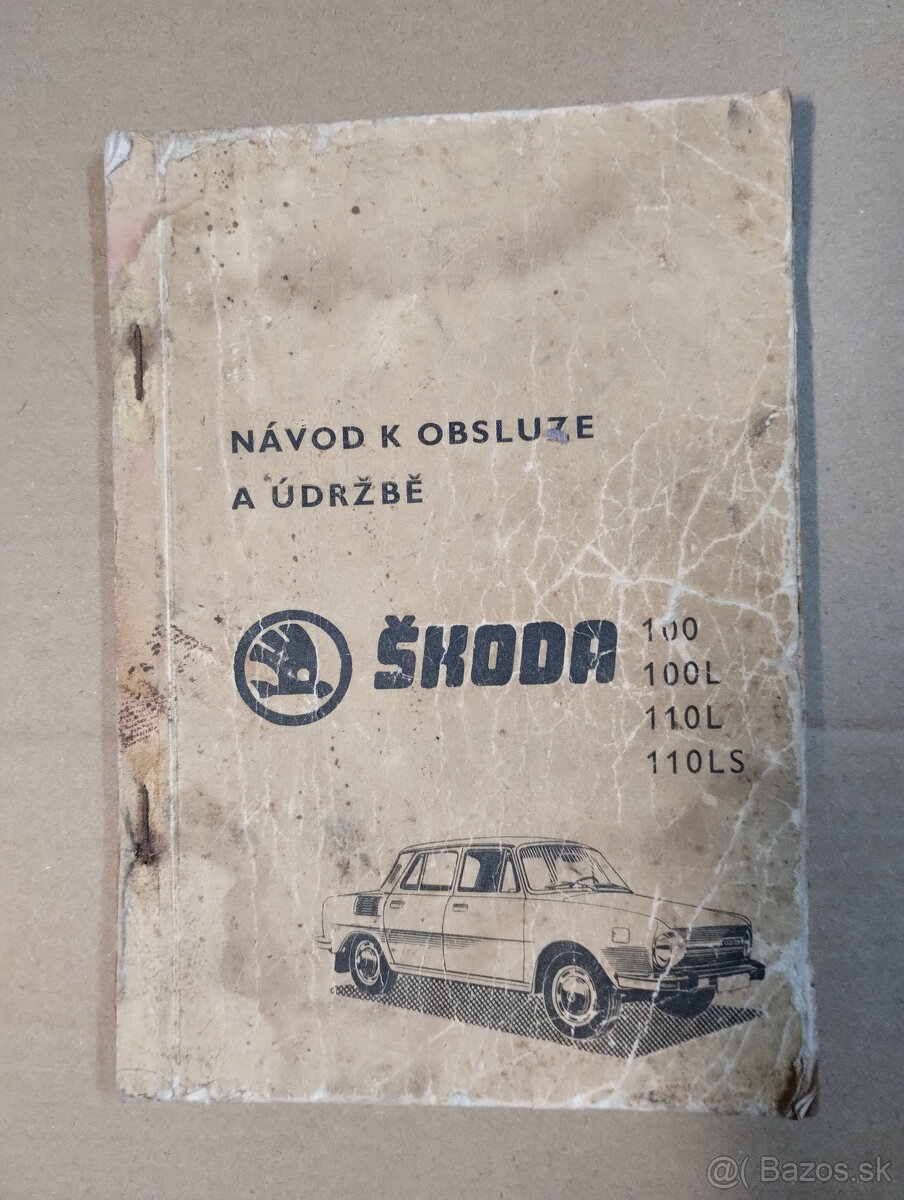 NÁVOD K OBSLUZE
A ÚDRŽBĚ
ŠKODA
100
100L
110L
110LS
@( Bazos.sk